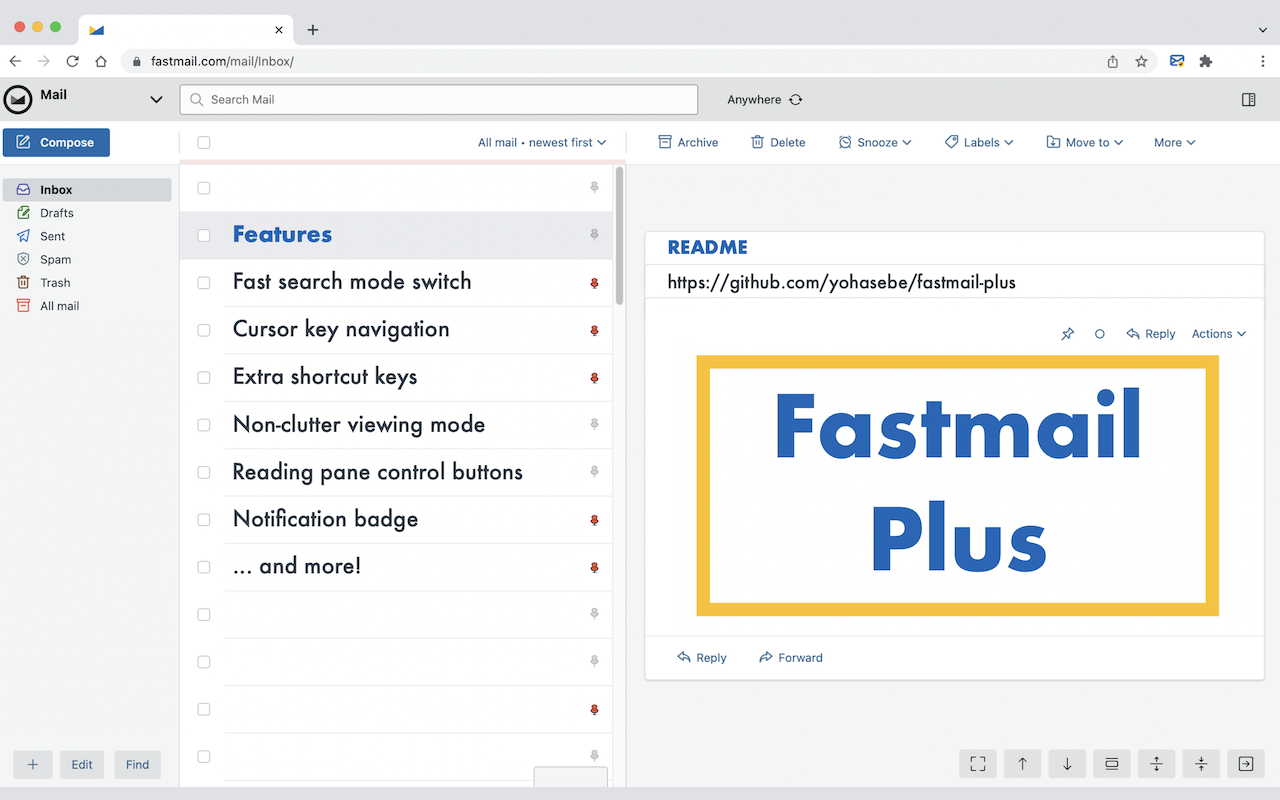 fastmail.com/mail/Inbox/
Mail
Search Mail
Anywhere
Compose
All mail • newest first
Archive
Delete
Snooze
Labels
Move to
More
Inbox
Drafts
Sent
Spam
Trash
All mail
Features
Fast search mode switch
Cursor key navigation
Extra shortcut keys
Non-clutter viewing mode
Reading pane control buttons
Notification badge
... and more!
README
https://github.com/yohasebe/fastmail-plus
Reply
Actions
Fastmail
Plus
Reply
Forward
Edit
Find